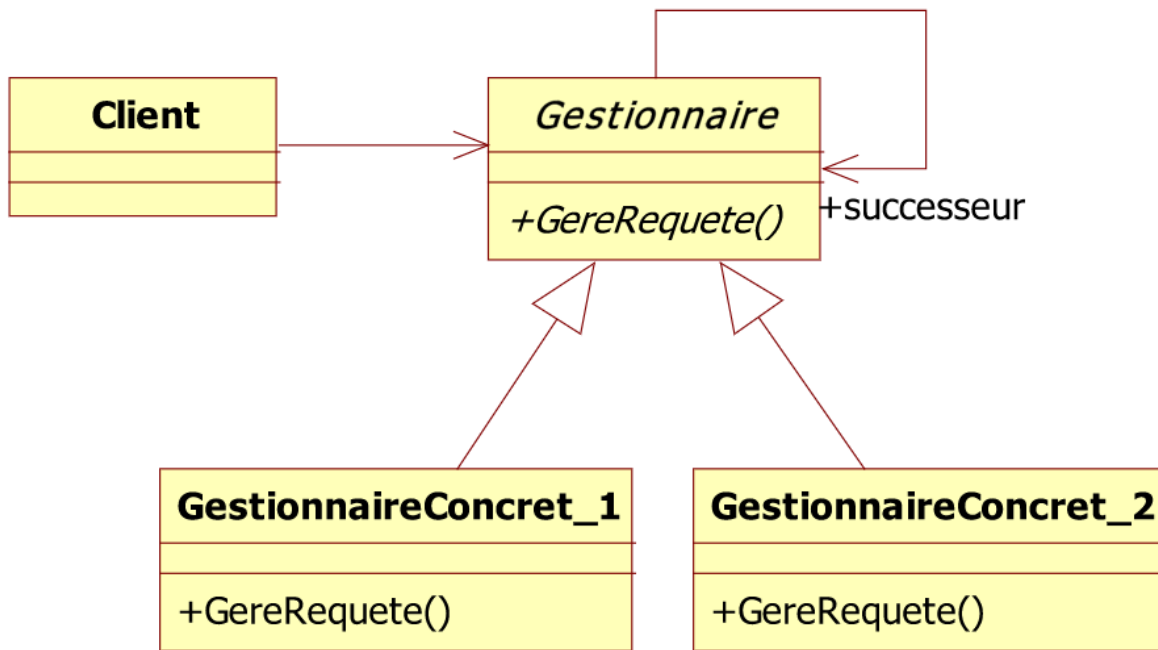 Client
Gestionnaire
+GereRequete()
+successeur
GestionnaireConcret_1
+GereRequete()
GestionnaireConcret_2
+GereRequete()